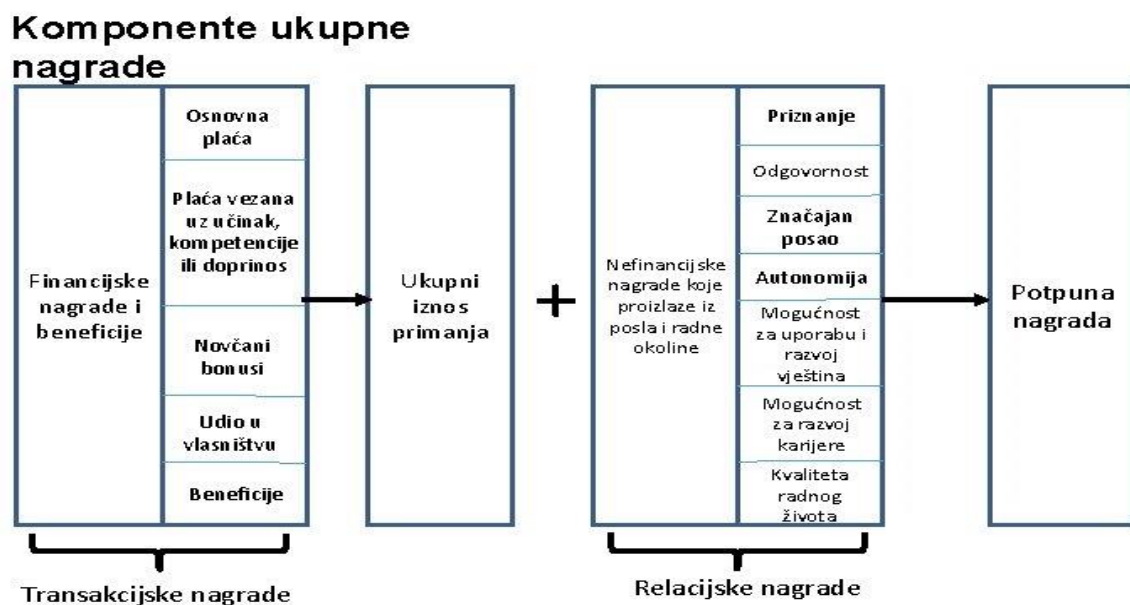 Komponente ukupne
nagrade
Financijske
nagrade i
beneficije
Osnovna
plaća
Plaća vezana
uz učinak,
kompetencije
ili doprinos
Novčani
bonusi
Udio u
vlasništvu
Beneficije
Ukupni
iznos
primanja
+
Nefinancijske
nagrade koje
proizlaze iz
posla i radne
okoline
Priznanje
Odgovornost
Značajan
posao
Autonomija
Mogućnost
za uporabu i
razvoj
vještina
Mogućnost
za razvoj
karijere
Kvaliteta
radnog
života
Potpuna
nagrada
Transakcijske nagrade
Relacijske nagrade